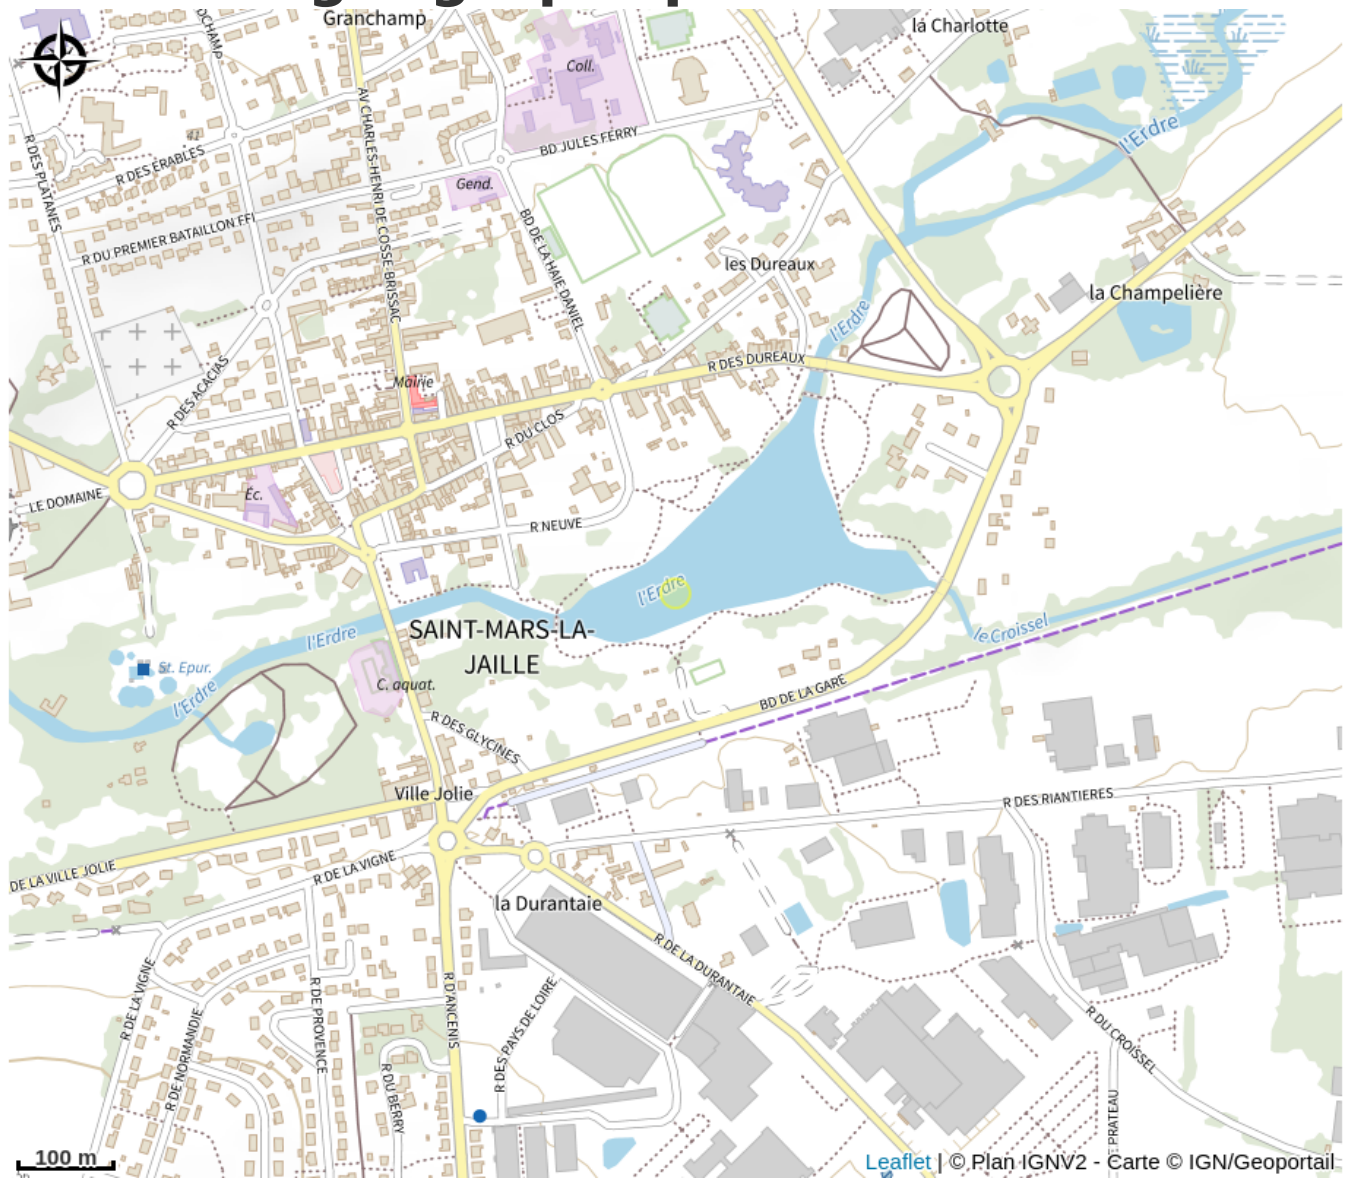 Granchamp
la Charlotte
Coll.
AV CHARLES-HENRI DE COSSE-BRISSAC
R DES PLATANES
41
R DES ÉRABLES
BD JULES FERRY
l'Erdre
Gend.
R DU PREMIER BATAILLON FFI
BD DE LA HAIE DANIEL
les Dureaux
la Champelière
l'Erdre
R DES DUREAUX
Mairie
R DES ACACIAS
R DU CLOS
LE DOMAINE
Éc.
R NEUVE
l'Erdre
l'Erdre
SAINT-MARS-LA-
JAILLE
le Croissel
St. Epur.
l'Erdre
C. aquat.
BD DE LA GARE
R DES GLYCINES
Ville Jolie
R DES RIANTIERES
DE LA VILLE JOLIE
R DE LA VIGNE
la Durantaie
R DE LA DURANTAIE
R DE LA VIGNE
R DE PROVENCE
R D'ANCENIS
R DES PAYS DE LOIRE
R DE NORMANDIE
R DU BERRY
R DU CROISSEL
PRATEAU
100 m
Leaflet | © Plan IGNV2 - Carte © IGN/Geoportail